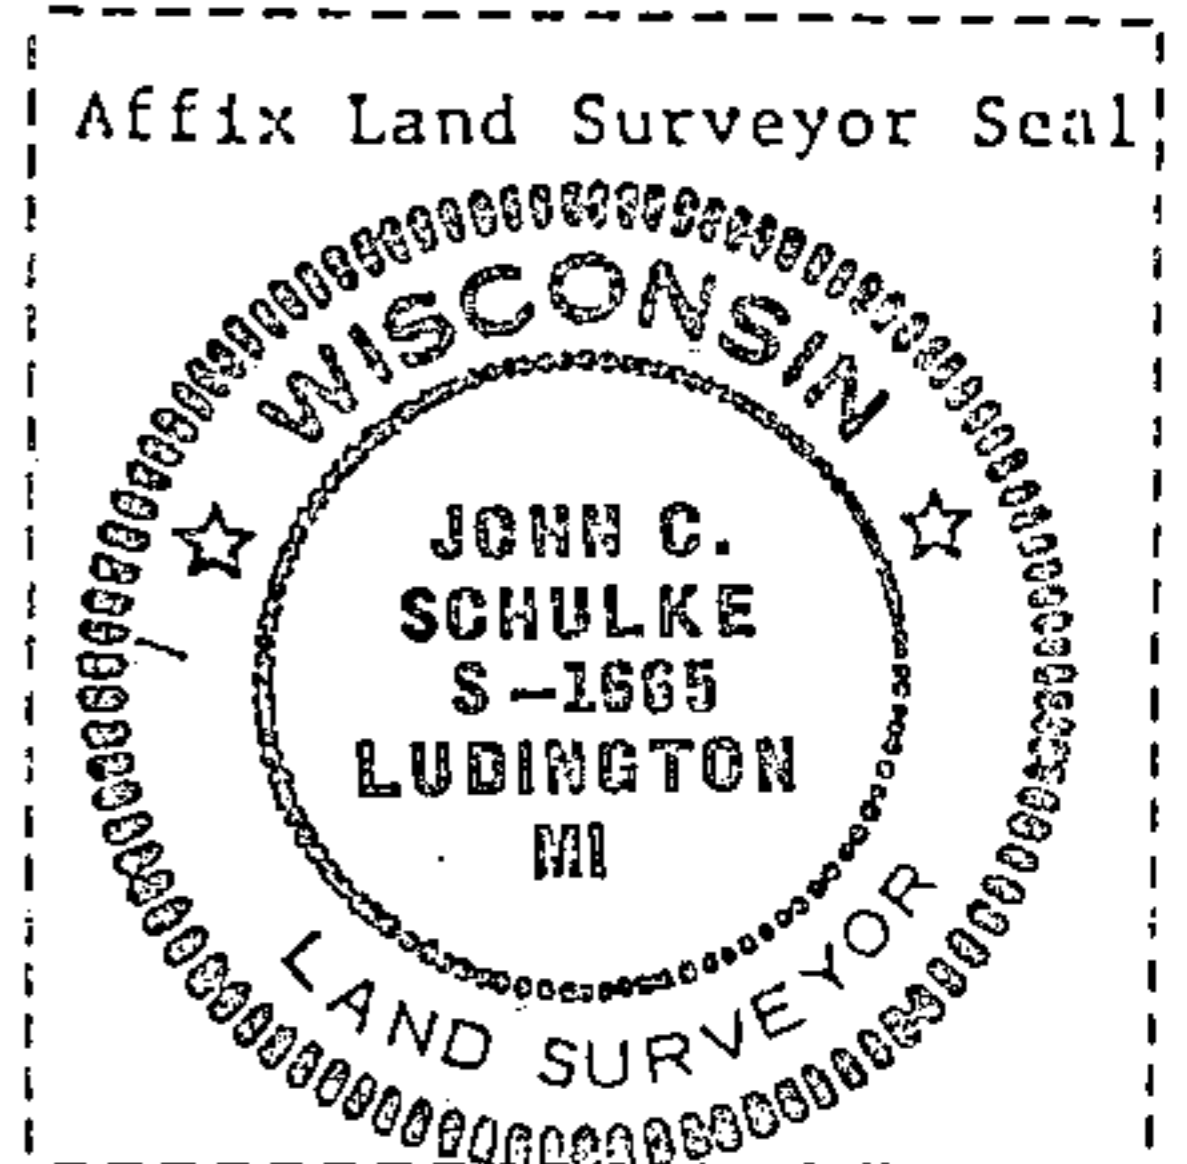 Affix Land Surveyor Seal
WISCONSIN
JOHN C.
SCHULKE
S-1665
LUDINGTON
MI
LAND SURVEYOR